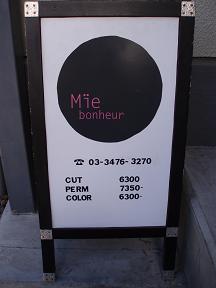 Mïe
bonheur
☎ 03-3476-3270
CUT 6300
PERM 7350-
COLOR 6300-